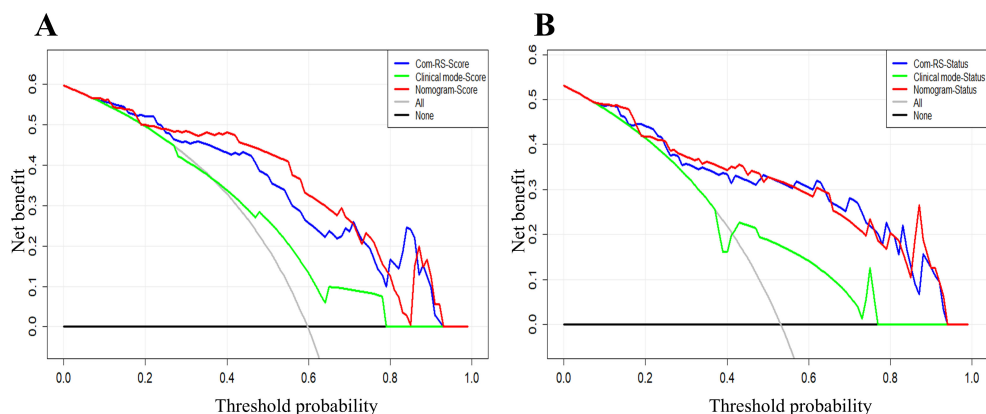 A
Net benefit
0.0
0.1
0.2
0.3
0.4
0.5
0.6
Com-RS-Score
Clinical mode-Score
Nomogram-Score
All
None
0.0 0.2 0.4 0.6 0.8 1.0
Threshold probability
B
Net benefit
0.0
0.1
0.2
0.3
0.4
0.5
0.6
Com-RS-Status
Clinical mode-Status
Nomogram-Status
All
None
0.0 0.2 0.4 0.6 0.8 1.0
Threshold probability